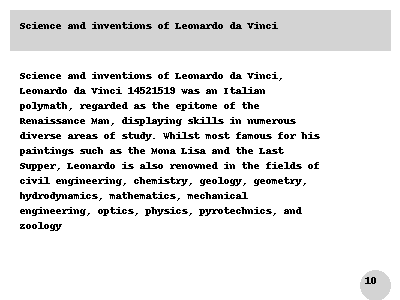 Science and inventions of Leonardo da Vinci
Science and inventions of Leonardo da Vinci,
Leonardo da Vinci 14521519 was an Italian
polymath, regarded as the epitome of the
Renaissance Man, displaying skills in numerous
diverse areas of study. Whilst most famous for his
paintings such as the Mona Lisa and the Last
Supper, Leonardo is also renowned in the fields of
civil engineering, chemistry, geology, geometry,
hydrodynamics, mathematics, mechanical
engineering, optics, physics, pyrotechnics, and
zoology
10